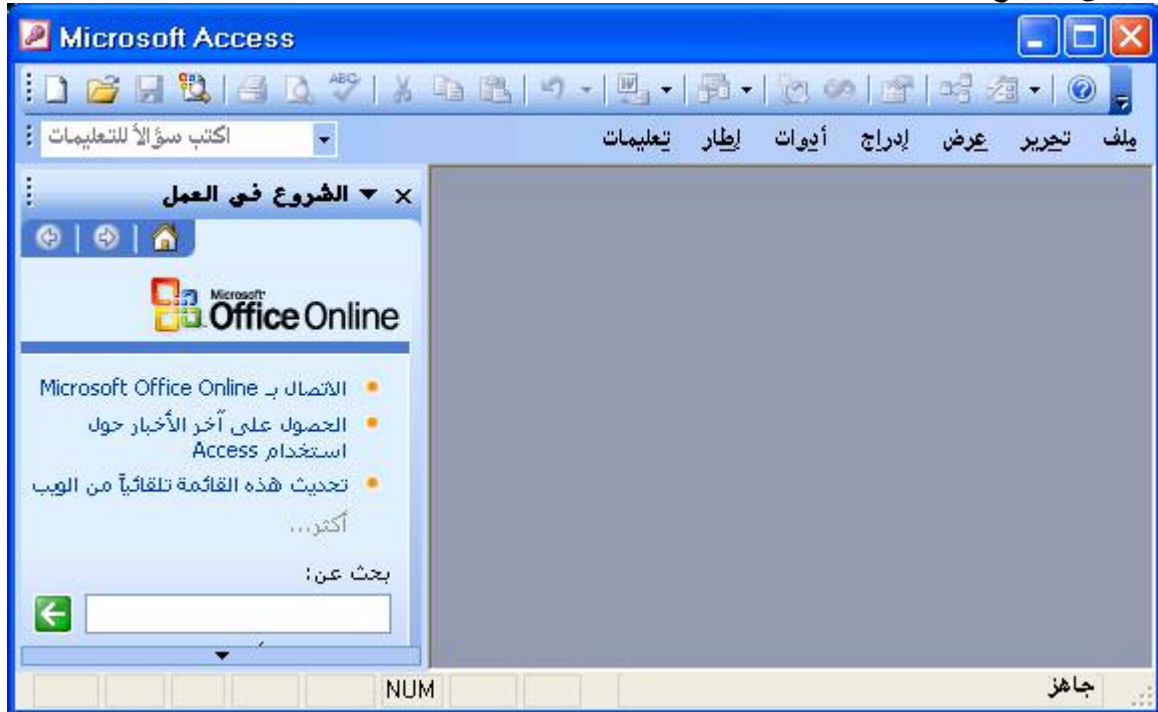 Microsoft Access
ABC
ملف تحرير عرض إدراج أدوات إطار تعليمات
اكتب سؤالاً للتعليمات
الشروع في العمل
Microsoft
Office Online
الاتصال بـ Microsoft Office Online
الحصول على آخر الأخبار حول
استخدام Access
تحديث هذه القائمة تلقائياً من الويب
أكثر...
بحث عن:
جاهز
NUM